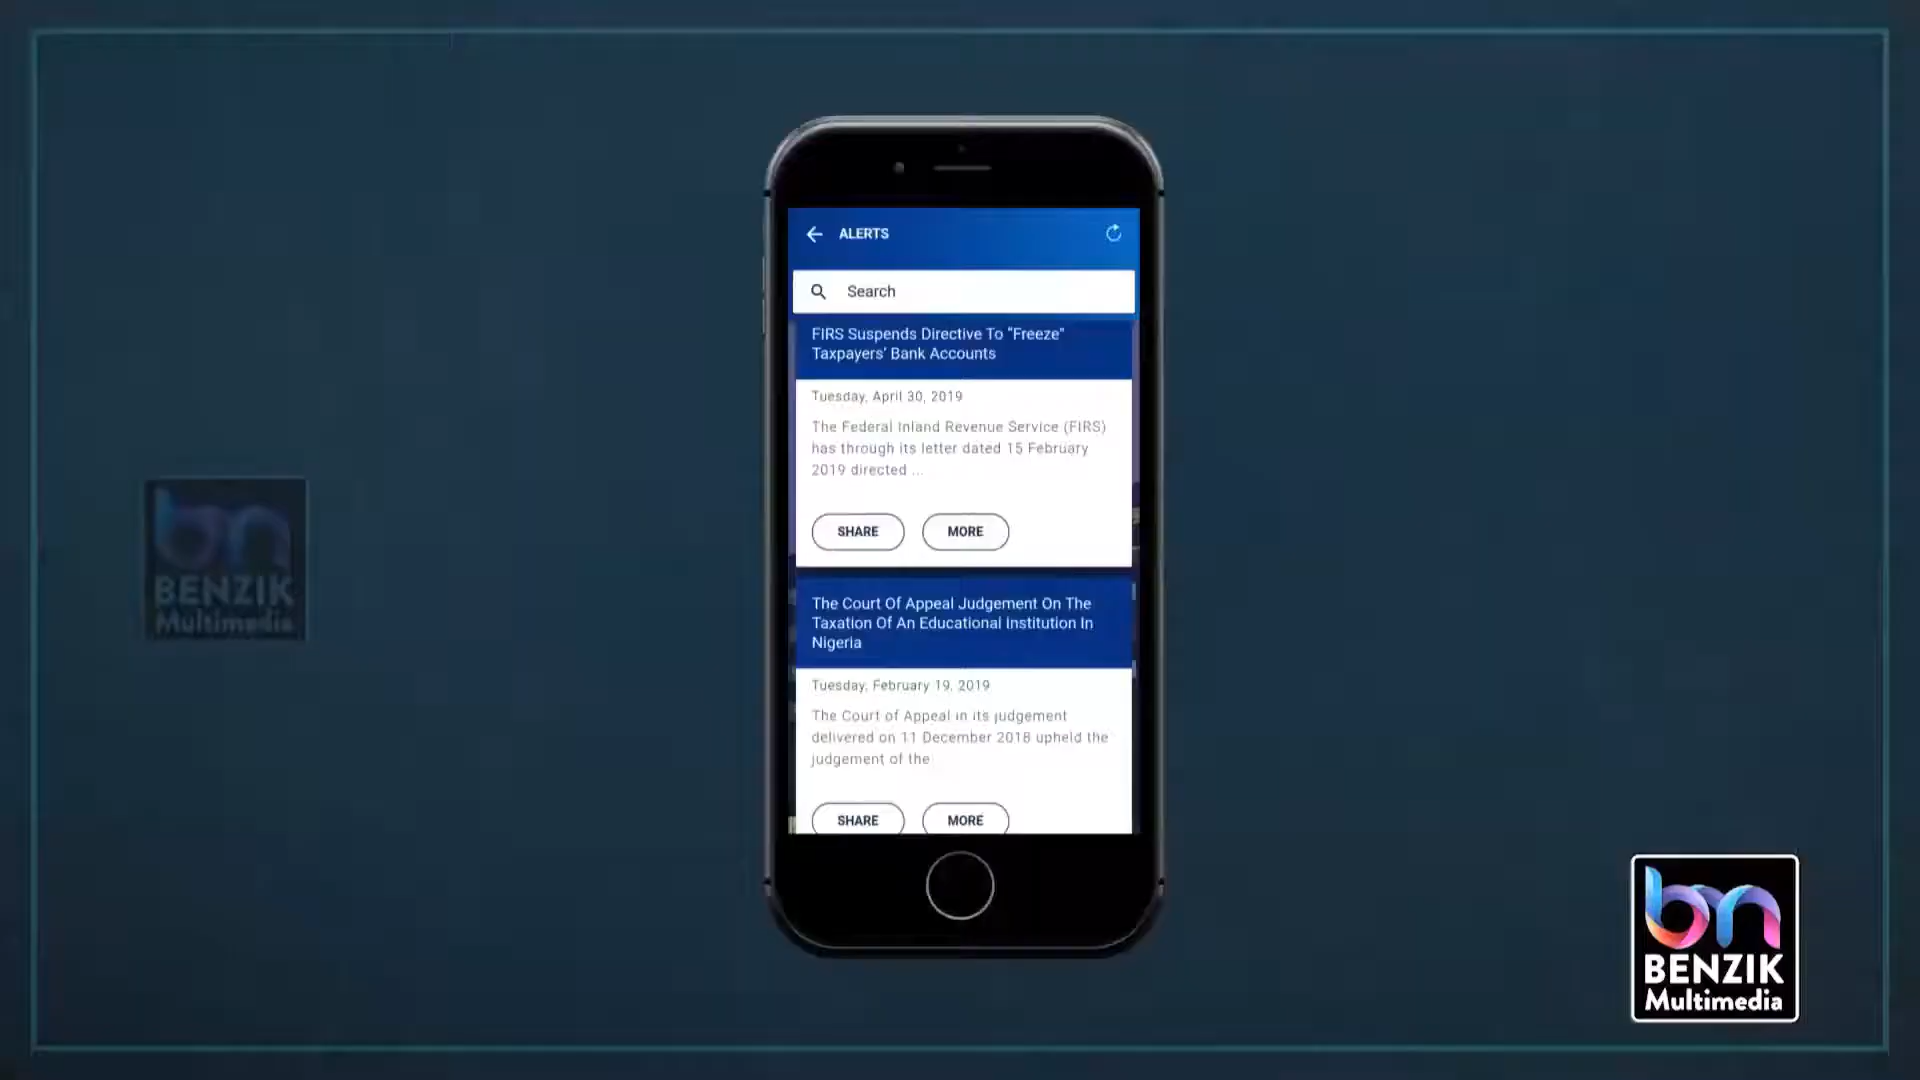 ALERTS
Search
FIRS Suspends Directive To "Freeze"
Taxpayers' Bank Accounts
Tuesday, April 30, 2019
The Federal Inland Revenue Service (FIRS)
has through its letter dated 15 February
2019 directed ...
SHARE MORE
The Court Of Appeal Judgement On The
Taxation Of An Educational Institution In
Nigeria
Tuesday, February 19, 2019
The Court of Appeal in its judgement
delivered on 11 December 2018 upheld the
judgement of the
SHARE MORE
bn
BENZIK
Multimedia
bn
BENZIK
Multimedia